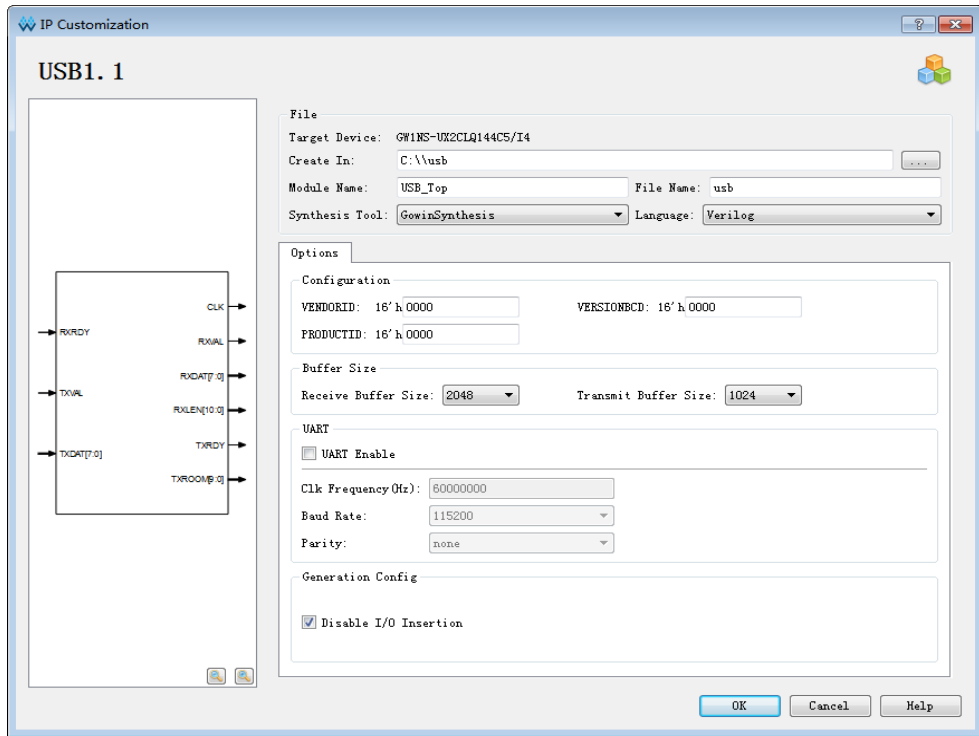 IP Customization
USB1. 1
File
Target Device: GW1NS-UX2CLQ144C5/I4
Create In: C:\\usb ...
Module Name: USB_Top File Name: usb
Synthesis Tool: GowinSynthesis Language: Verilog
Options
Configuration
VENDORID: 16'h 0000 VERSIONBCD: 16'h 0000
PRODUCTID: 16'h 0000
Buffer Size
Receive Buffer Size: 2048 Transmit Buffer Size: 1024
UART
UART Enable
Clk Frequency(Hz): 60000000
Baud Rate: 115200
Parity: none
Generation Config
Disable I/O Insertion
CLK
RXRDY
RXVAL
RXDAT[7:0]
TXVAL
RXLEN[10:0]
TXRDY
TXDAT[7:0]
TXROOM[9:0]
OK Cancel Help